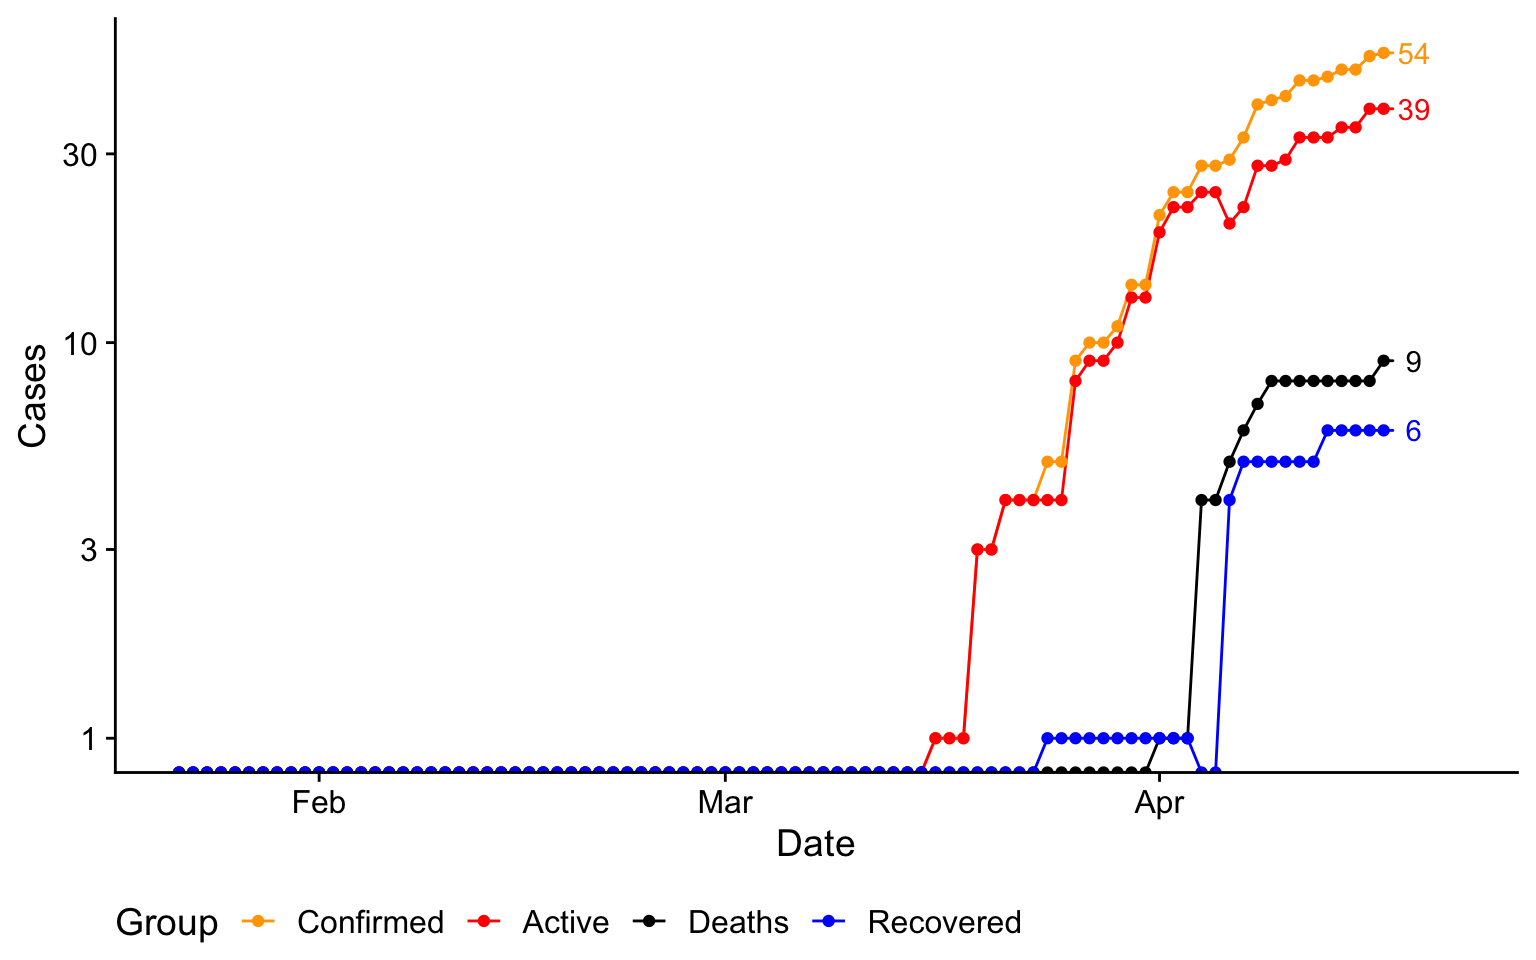 54
39
30
10
9
6
3
1
Cases
Feb Mar Apr
Date
Group Confirmed Active Deaths Recovered